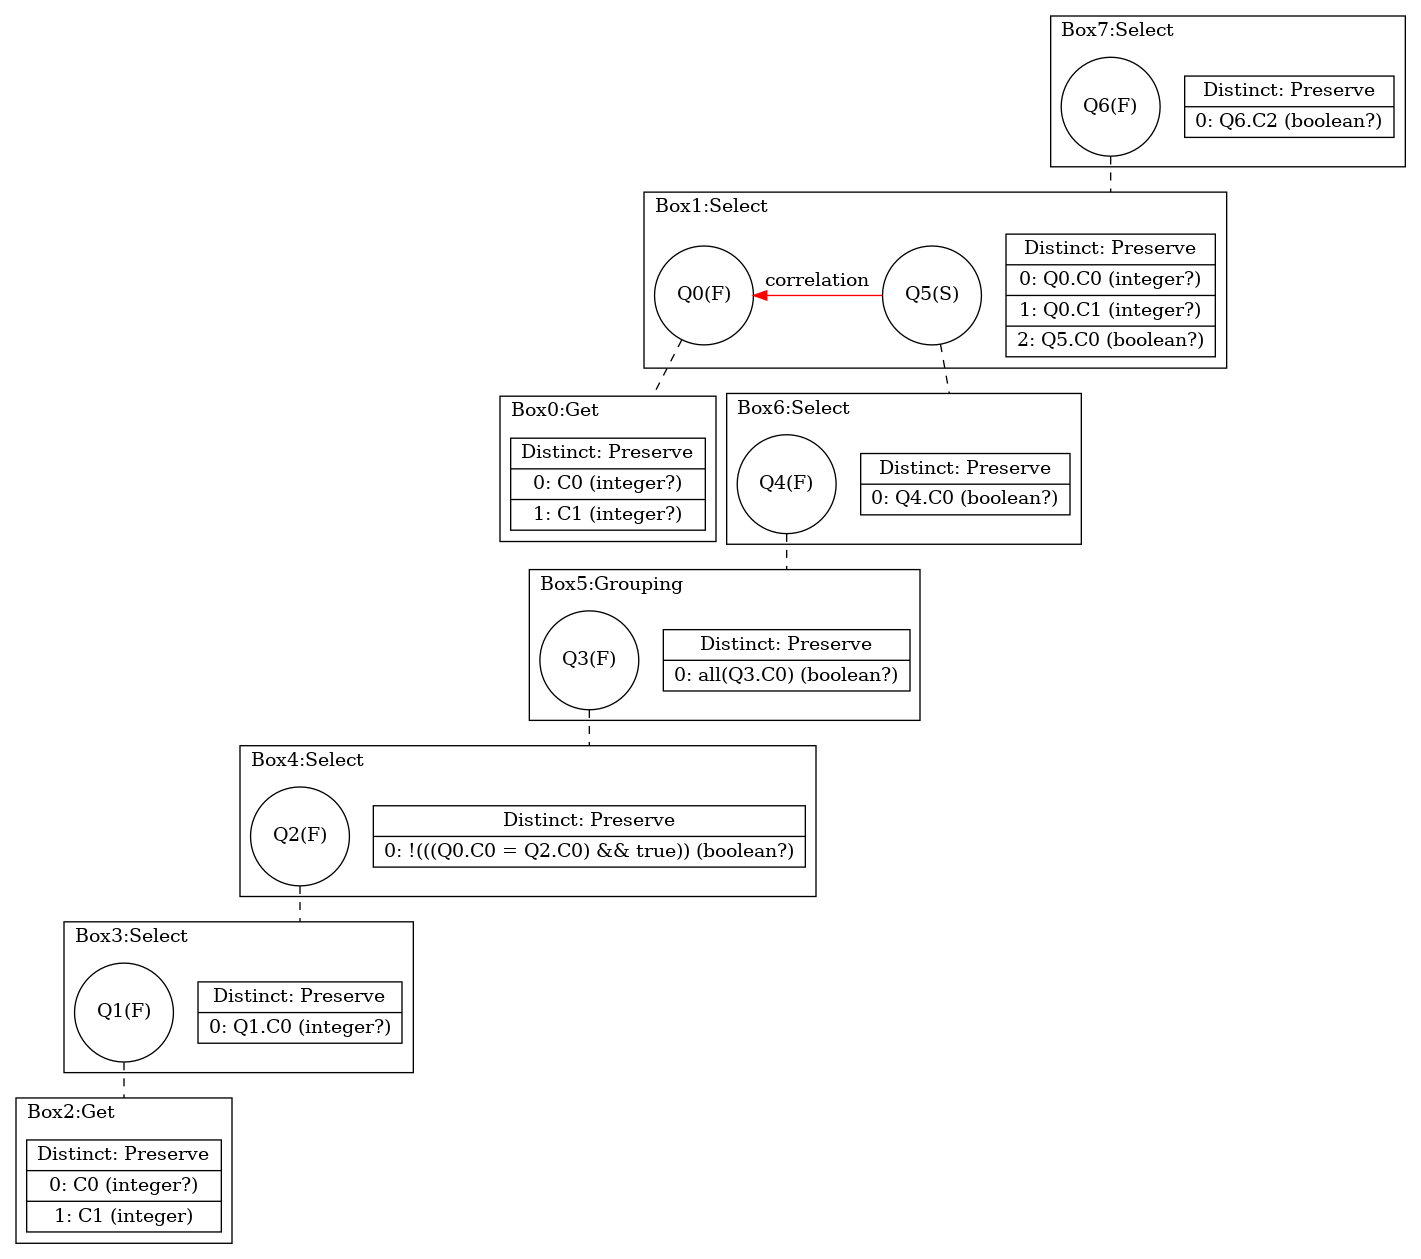 Box7:Select
Q6(F)
Distinct: Preserve
0: Q6.C2 (boolean?)
Box1:Select
Q0(F)
correlation
Q5(S)
Distinct: Preserve
0: Q0.C0 (integer?)
1: Q0.C1 (integer?)
2: Q5.C0 (boolean?)
Box0:Get
Distinct: Preserve
0: C0 (integer?)
1: C1 (integer?)
Box6:Select
Q4(F)
Distinct: Preserve
0: Q4.C0 (boolean?)
Box5:Grouping
Q3(F)
Distinct: Preserve
0: all(Q3.C0) (boolean?)
Box4:Select
Q2(F)
Distinct: Preserve
0: !(((Q0.C0 = Q2.C0) && true)) (boolean?)
Box3:Select
Q1(F)
Distinct: Preserve
0: Q1.C0 (integer?)
Box2:Get
Distinct: Preserve
0: C0 (integer?)
1: C1 (integer)